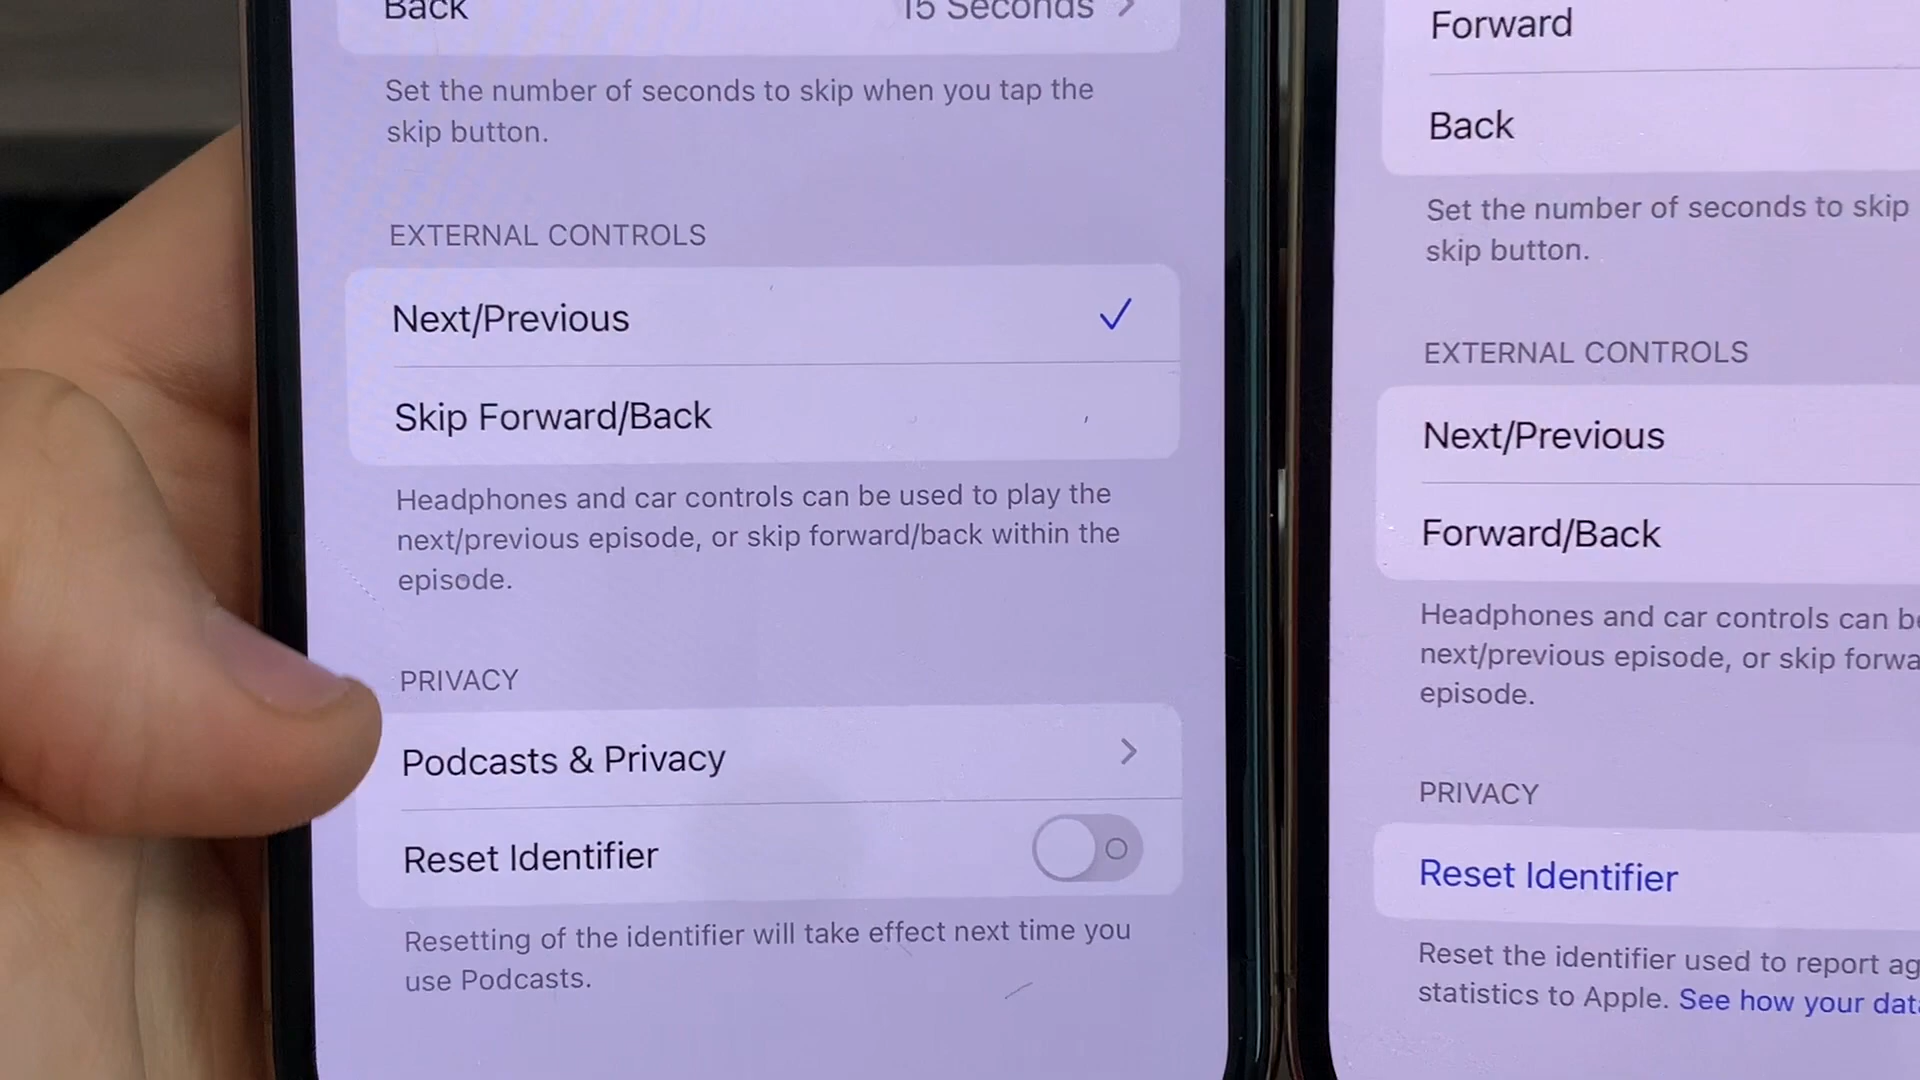 Back
15 Seconds
Set the number of seconds to skip when you tap the
skip button.
EXTERNAL CONTROLS
Next/Previous
Skip Forward/Back
Headphones and car controls can be used to play the
next/previous episode, or skip forward/back within the
episode.
PRIVACY
Podcasts & Privacy
Reset Identifier
Resetting of the identifier will take effect next time you
use Podcasts.
Forward
Back
Set the number of seconds to skip
skip button.
EXTERNAL CONTROLS
Next/Previous
Forward/Back
Headphones and car controls can
next/previous episode, or skip
episode.
PRIVACY
Reset Identifier
Reset the identifier used to report
statistics to Apple. See how your